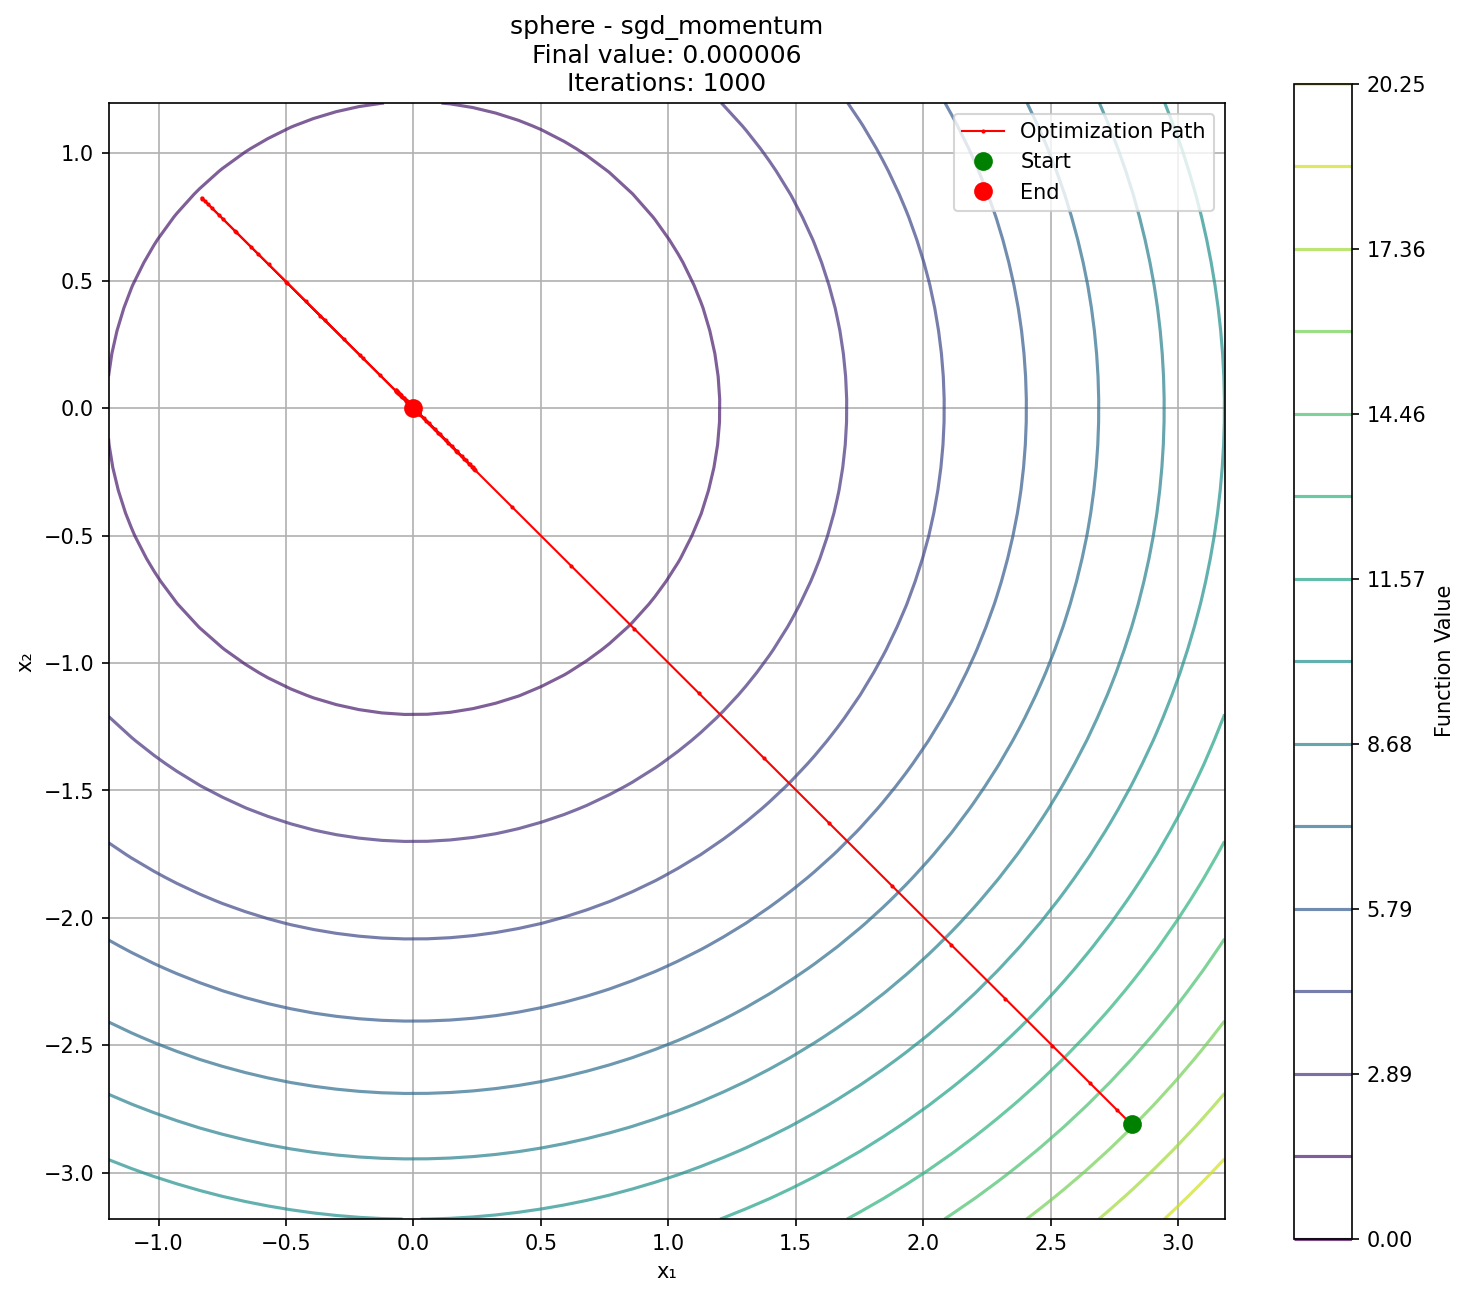 sphere - sgd_momentum
Final value: 0.000006
Iterations: 1000
Optimization Path
Start
End
1.0
0.5
0.0
−0.5
−1.0
−1.5
−2.0
−2.5
−3.0
x₂
−1.0
−0.5
0.0
0.5
1.0
1.5
2.0
2.5
3.0
x₁
20.25
17.36
14.46
11.57
8.68
5.79
2.89
0.00
Function Value